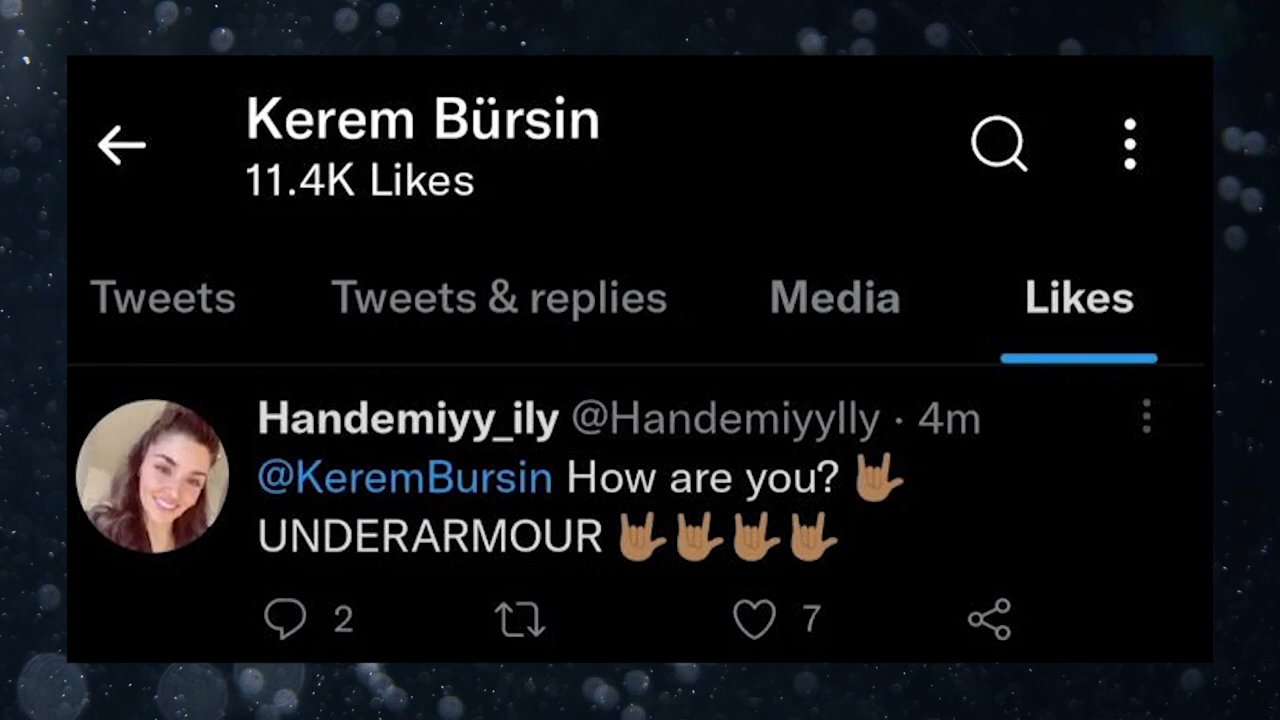 Kerem Bürsin
11.4K Likes
Tweets Tweets & replies Media Likes
Handemiyy_ily @Handemiyylly · 4m
@KeremBursin How are you? 🤟🏽
UNDERARMOUR 🤟🏽🤟🏽🤟🏽🤟🏽
2 7